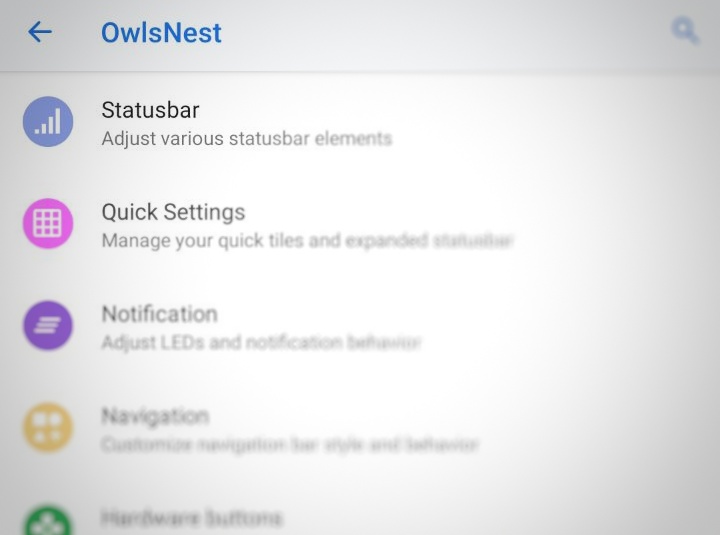 OwlsNest
Statusbar
Adjust various statusbar elements
Quick Settings
Manage your quick tiles and expanded statusbar
Notification
Adjust LEDs and notification behavior
Navigation
Customize navigation bar style and behavior
Hardware buttons